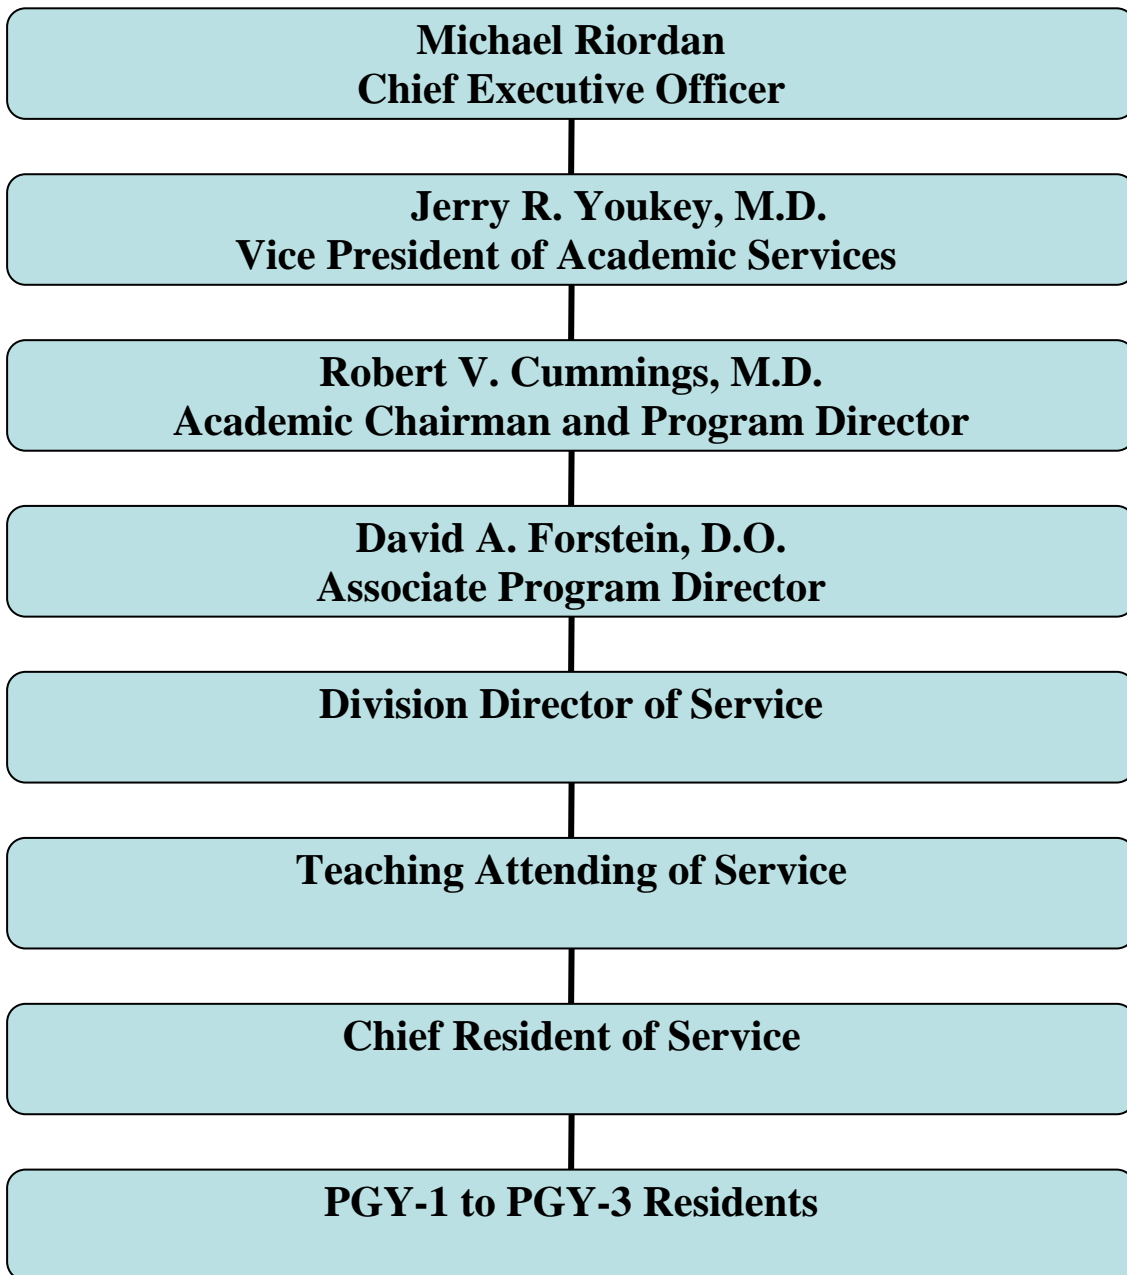 Michael Riordan
Chief Executive Officer
Jerry R. Youkey, M.D.
Vice President of Academic Services
Robert V. Cummings, M.D.
Academic Chairman and Program Director
David A. Forstein, D.O.
Associate Program Director
Division Director of Service
Teaching Attending of Service
Chief Resident of Service
PGY-1 to PGY-3 Residents